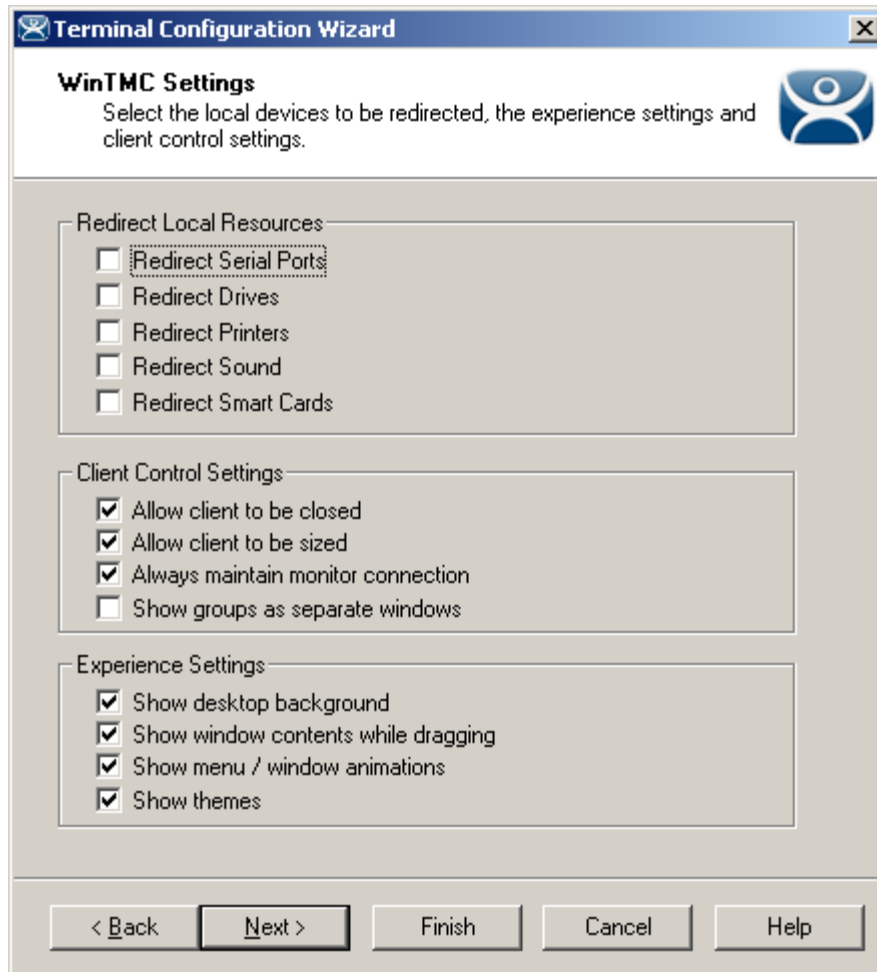 Terminal Configuration Wizard
WinTMC Settings
Select the local devices to be redirected, the experience settings and
client control settings.
Redirect Local Resources
Redirect Serial Ports
Redirect Drives
Redirect Printers
Redirect Sound
Redirect Smart Cards
Client Control Settings
Allow client to be closed
Allow client to be sized
Always maintain monitor connection
Show groups as separate windows
Experience Settings
Show desktop background
Show window contents while dragging
Show menu / window animations
Show themes
< Back Next > Finish Cancel Help